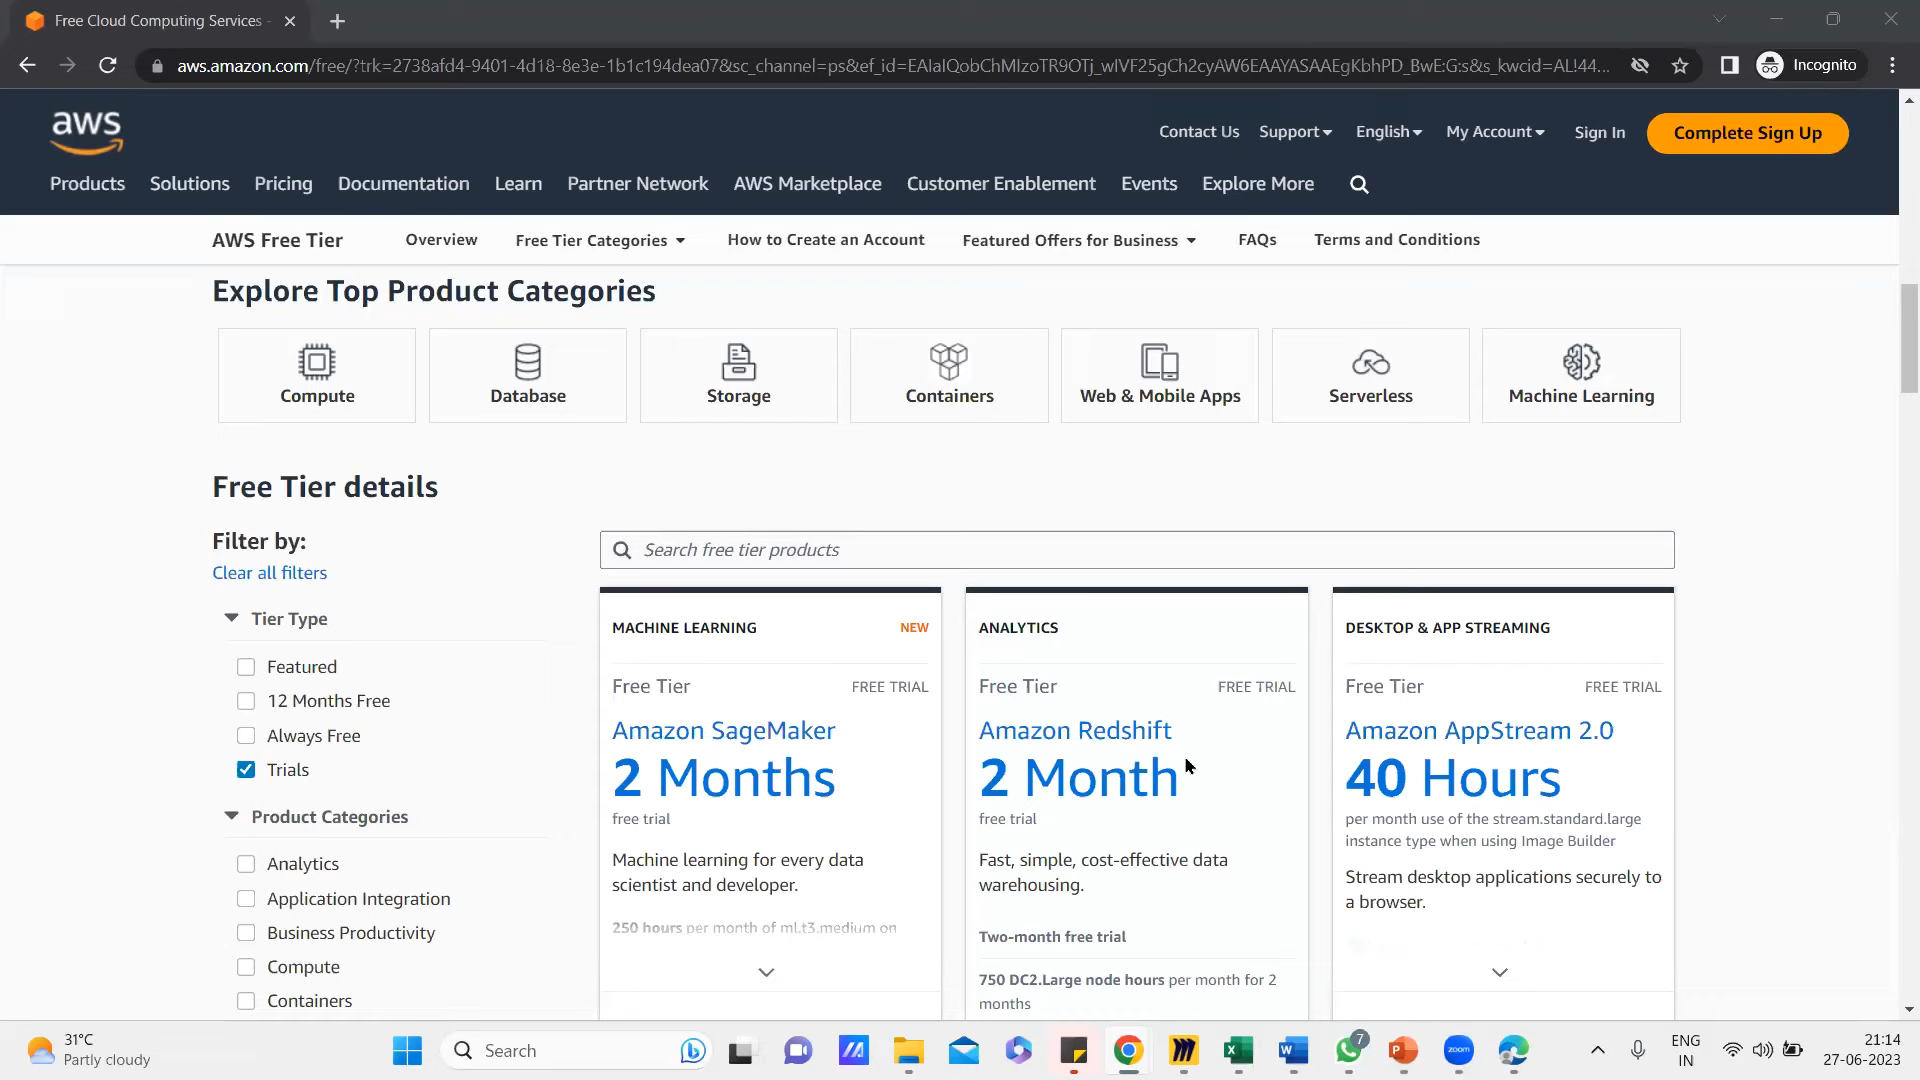 Free Cloud Computing Services -
aws.amazon.com/free/?trk=2738afd4-9401-4d18-8e3e-1b1c194dea07&sc_channel=ps&ef_id=EAIaIQobChMIzoTR9OTj_wIVF25gCh2cyAW6EAAYASAAEgKbhPD_BwE:G:s&s_kwcid=AL!44...
Incognito
aws
Contact Us Support English My Account Sign In Complete Sign Up
Products Solutions Pricing Documentation Learn Partner Network AWS Marketplace Customer Enablement Events Explore More
AWS Free Tier Overview Free Tier Categories How to Create an Account Featured Offers for Business FAQs Terms and Conditions
Explore Top Product Categories
Compute Database Storage Containers Web & Mobile Apps Serverless Machine Learning
Free Tier details
Filter by:
Clear all filters
Tier Type
Featured
12 Months Free
Always Free
Trials
Product Categories
Analytics
Application Integration
Business Productivity
Compute
Containers
Search free tier products
MACHINE LEARNING NEW
Free Tier FREE TRIAL
Amazon SageMaker
2 Months
free trial
Machine learning for every data
scientist and developer.
250 hours per month of ml.t3.medium on
ANALYTICS
Free Tier FREE TRIAL
Amazon Redshift
2 Month
free trial
Fast, simple, cost-effective data
warehousing.
Two-month free trial
750 DC2.Large node hours per month for 2
months
DESKTOP & APP STREAMING
Free Tier FREE TRIAL
Amazon AppStream 2.0
40 Hours
per month use of the stream.standard.large
instance type when using Image Builder
Stream desktop applications securely to
a browser.
31°C
Partly cloudy
Search
zoom
7
ENG
IN
21:14
27-06-2023